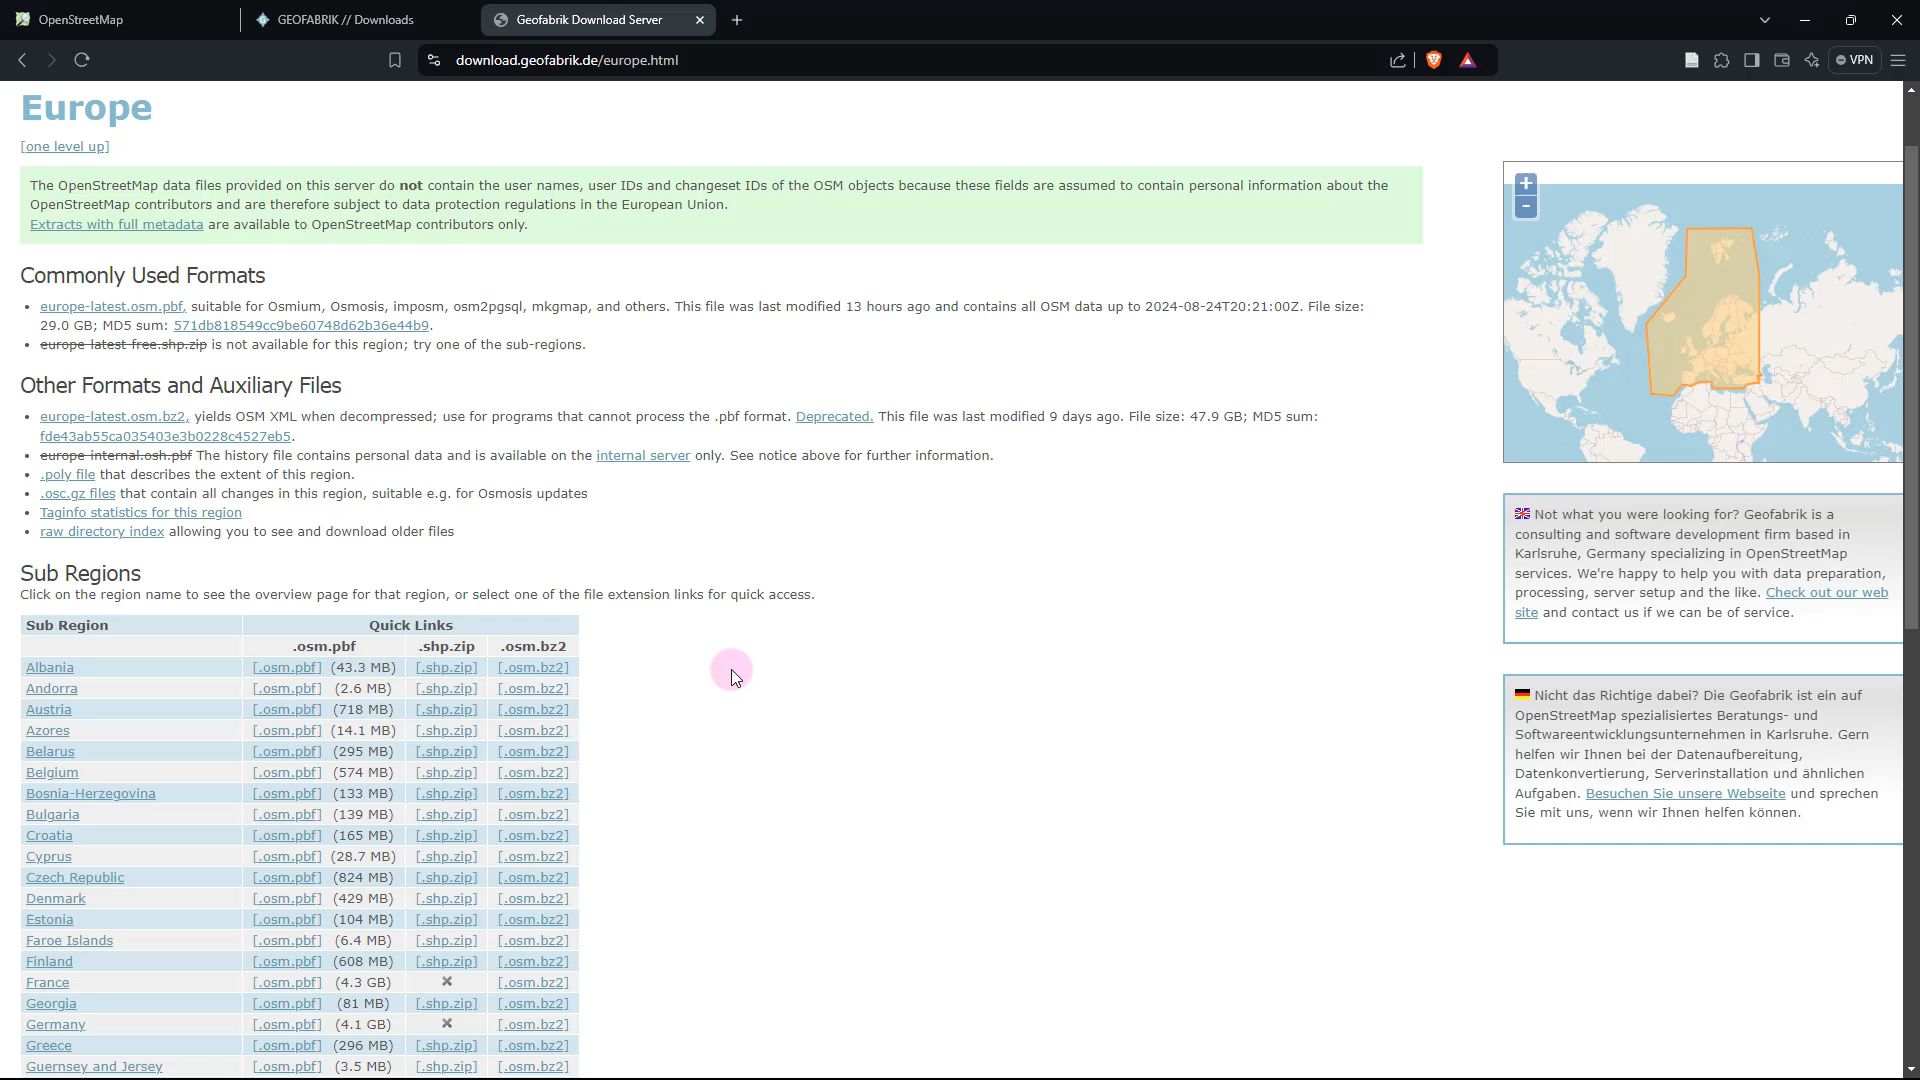 OpenStreetMap
GEOFABRIK // Downloads
Geofabrik Download Server
download.geofabrik.de/europe.html
VPN
Europe
[one level up]
The OpenStreetMap data files provided on this server do not contain the user names, user IDs and changeset IDs of the OSM objects because these fields are assumed to contain personal information about the
OpenStreetMap contributors and are therefore subject to data protection regulations in the European Union.
Extracts with full metadata are available to OpenStreetMap contributors only.
Commonly Used Formats
• europe-latest.osm.pbf, suitable for Osmium, Osmosis, imposm, osm2pgsql, mkgmap, and others. This file was last modified 13 hours ago and contains all OSM data up to 2024-08-24T20:21:00Z. File size:
29.0 GB; MD5 sum: 571db818549cc9be60748d62b36e44b9.
• europe-latest-free.shp.zip is not available for this region; try one of the sub-regions.
Other Formats and Auxiliary Files
• europe-latest.osm.bz2, yields OSM XML when decompressed; use for programs that cannot process the .pbf format. Deprecated. This file was last modified 9 days ago. File size: 47.9 GB; MD5 sum:
fde43ab55ca035403e3b0228c4527eb5.
• europe-internal.osh.pbf The history file contains personal data and is available on the internal server only. See notice above for further information.
• .poly file that describes the extent of this region.
• .osc.gz files that contain all changes in this region, suitable e.g. for Osmosis updates
• Taginfo statistics for this region
• raw directory index allowing you to see and download older files
Sub Regions
Click on the region name to see the overview page for that region, or select one of the file extension links for quick access.
Sub Region Quick Links
.osm.pbf .shp.zip .osm.bz2
Albania [.osm.pbf] (43.3 MB) [.shp.zip] [.osm.bz2]
Andorra [.osm.pbf] (2.6 MB) [.shp.zip] [.osm.bz2]
Austria [.osm.pbf] (718 MB) [.shp.zip] [.osm.bz2]
Azores [.osm.pbf] (14.1 MB) [.shp.zip] [.osm.bz2]
Belarus [.osm.pbf] (295 MB) [.shp.zip] [.osm.bz2]
Belgium [.osm.pbf] (574 MB) [.shp.zip] [.osm.bz2]
Bosnia-Herzegovina [.osm.pbf] (133 MB) [.shp.zip] [.osm.bz2]
Bulgaria [.osm.pbf] (139 MB) [.shp.zip] [.osm.bz2]
Croatia [.osm.pbf] (165 MB) [.shp.zip] [.osm.bz2]
Cyprus [.osm.pbf] (28.7 MB) [.shp.zip] [.osm.bz2]
Czech Republic [.osm.pbf] (824 MB) [.shp.zip] [.osm.bz2]
Denmark [.osm.pbf] (429 MB) [.shp.zip] [.osm.bz2]
Estonia [.osm.pbf] (104 MB) [.shp.zip] [.osm.bz2]
Faroe Islands [.osm.pbf] (6.4 MB) [.shp.zip] [.osm.bz2]
Finland [.osm.pbf] (608 MB) [.shp.zip] [.osm.bz2]
France [.osm.pbf] (4.3 GB) ✖ [.osm.bz2]
Georgia [.osm.pbf] (81 MB) [.shp.zip] [.osm.bz2]
Germany [.osm.pbf] (4.1 GB) ✖ [.osm.bz2]
Greece [.osm.pbf] (296 MB) [.shp.zip] [.osm.bz2]
Guernsey and Jersey [.osm.pbf] (3.5 MB) [.shp.zip] [.osm.bz2]
+
−
Not what you were looking for? Geofabrik is a
consulting and software development firm based in
Karlsruhe, Germany specializing in OpenStreetMap
services. We're happy to help you with data preparation,
processing, server setup and the like. Check out our web
site and contact us if we can be of service.
Nicht das Richtige dabei? Die Geofabrik ist ein auf
OpenStreetMap spezialisiertes Beratungs- und
Softwareentwicklungsunternehmen in Karlsruhe. Gern
helfen wir Ihnen bei der Datenaufbereitung,
Datenkonvertierung, Serverinstallation und ähnlichen
Aufgaben. Besuchen Sie unsere Webseite und sprechen
Sie mit uns, wenn wir Ihnen helfen können.